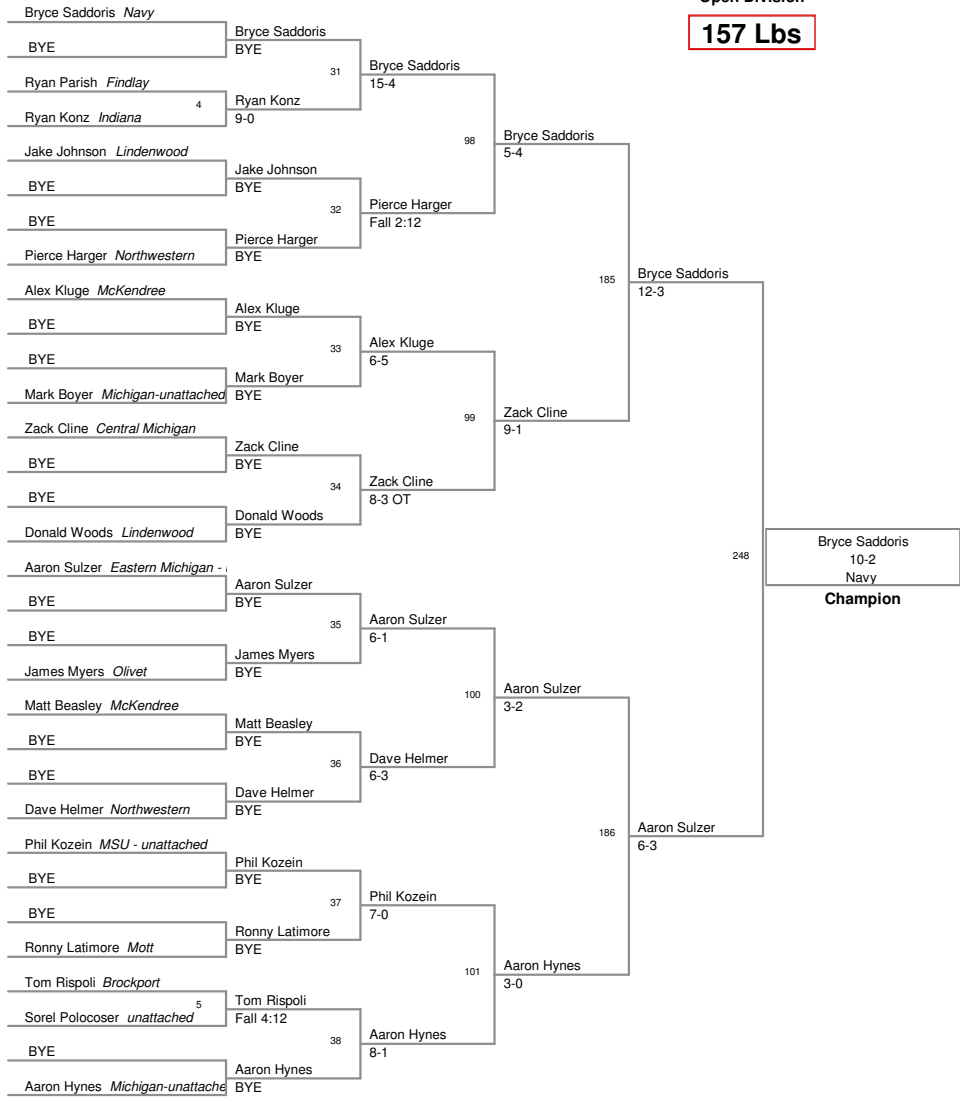 Open Division
157 Lbs
Bryce Saddoris Navy
BYE
Ryan Parish Findlay
4
Ryan Konz Indiana
Jake Johnson Lindenwood
BYE
BYE
Pierce Harger Northwestern
Alex Kluge McKendree
BYE
BYE
Mark Boyer Michigan-unattached
Zack Cline Central Michigan
BYE
BYE
Donald Woods Lindenwood
Aaron Sulzer Eastern Michigan -
BYE
BYE
James Myers Olivet
Matt Beasley McKendree
BYE
BYE
Dave Helmer Northwestern
Phil Kozein MSU - unattached
BYE
BYE
Ronny Latimore Mott
Tom Rispoli Brockport
5
Sorel Polocoser unattached
BYE
Aaron Hynes Michigan-unattache
Bryce Saddoris
BYE
31
Ryan Konz
9-0
Jake Johnson
BYE
32
Pierce Harger
BYE
Alex Kluge
BYE
33
Mark Boyer
BYE
Zack Cline
BYE
34
Donald Woods
BYE
Aaron Sulzer
BYE
35
James Myers
BYE
Matt Beasley
BYE
36
Dave Helmer
BYE
Phil Kozein
BYE
37
Ronny Latimore
BYE
Tom Rispoli
Fall 4:12
38
Aaron Hynes
BYE
Bryce Saddoris
15-4
98
Pierce Harger
Fall 2:12
Alex Kluge
6-5
99
Zack Cline
8-3 OT
Aaron Sulzer
6-1
100
Dave Helmer
6-3
Phil Kozein
7-0
101
Aaron Hynes
8-1
Bryce Saddoris
5-4
185
Zack Cline
9-1
Aaron Sulzer
3-2
186
Aaron Hynes
3-0
Bryce Saddoris
12-3
248
Aaron Sulzer
6-3
Bryce Saddoris
10-2
Navy
Champion